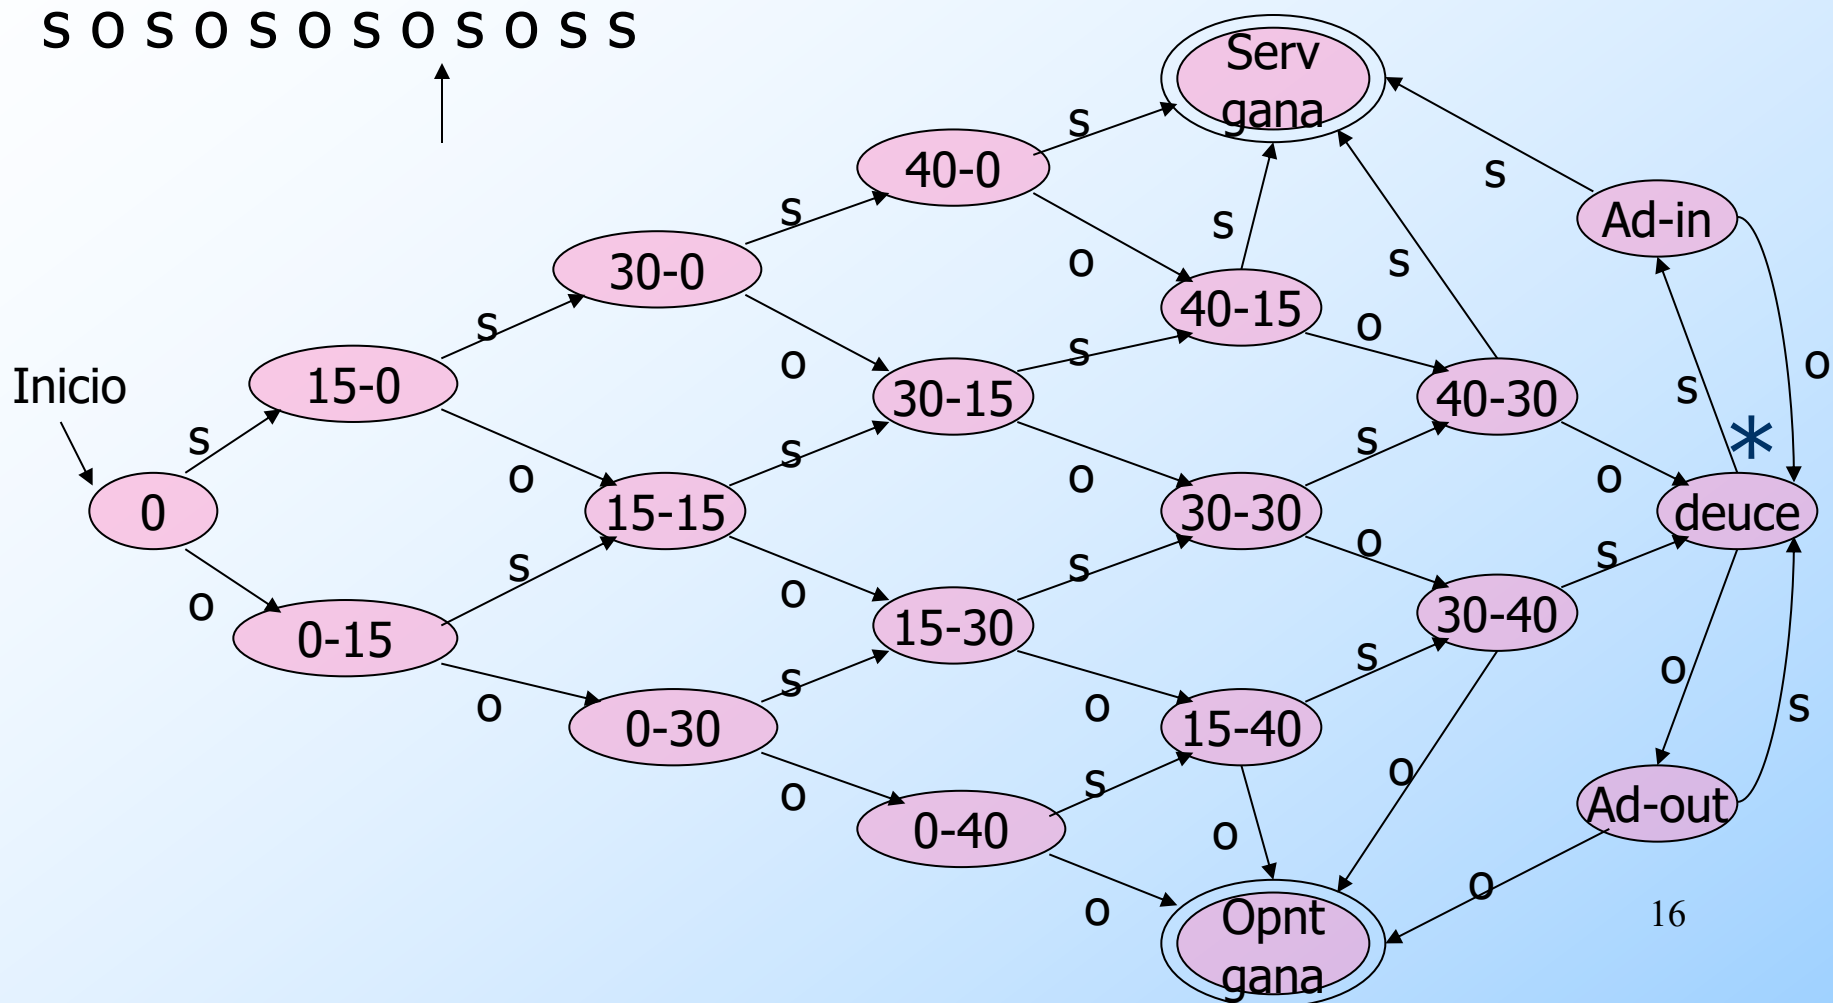 s o s o s o s o s o s s
Serv
gana
s
40-0
s
s
Ad-in
s
30-0
s
o
s
40-15
s
o
15-0
o
s
o
Inicio
30-15
40-30
s
*
s
s
s
o
o
o
0
15-15
30-30
deuce
s
o
s
s
o
o
15-30
30-40
0-15
s
s
o
o
o
s
0-30
15-40
s
o
o
0-40
o
Ad-out
o
o
Opnt
gana
16